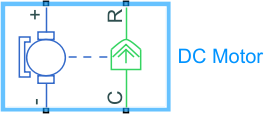 + R
DC Motor
- C